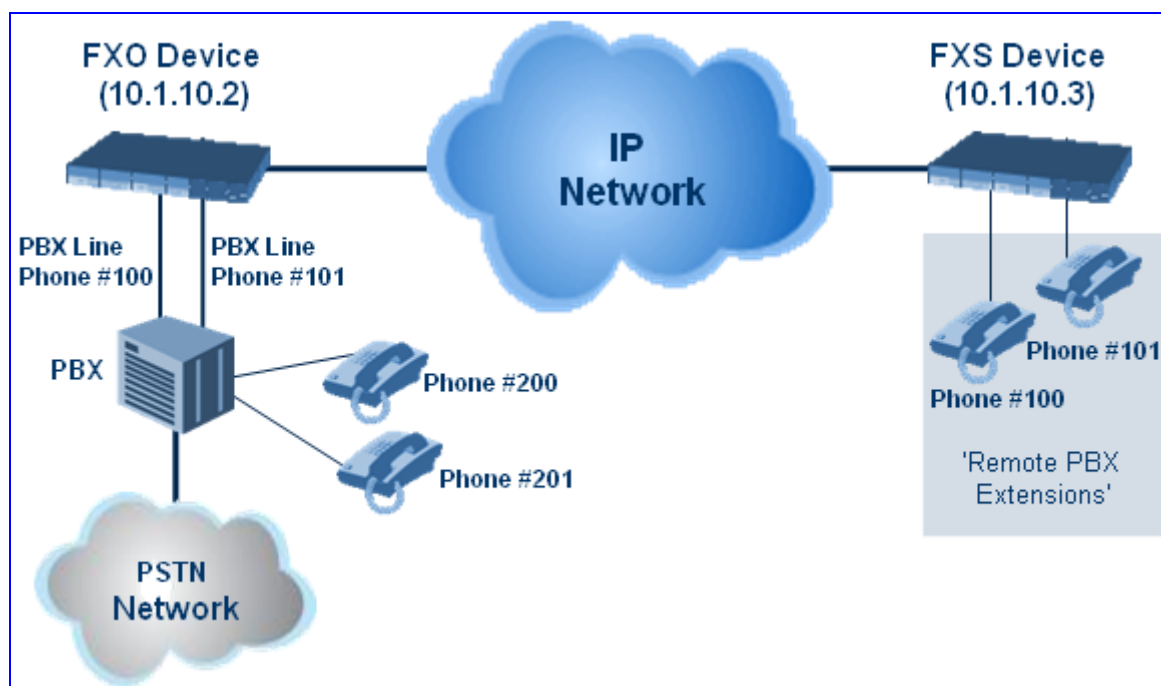 FXO Device
(10.1.10.2)
FXS Device
(10.1.10.3)
IP
Network
PBX Line
Phone #100
PBX Line
Phone #101
PBX
Phone #200
Phone #201
Phone #101
Phone #100
'Remote PBX
Extensions'
PSTN
Network